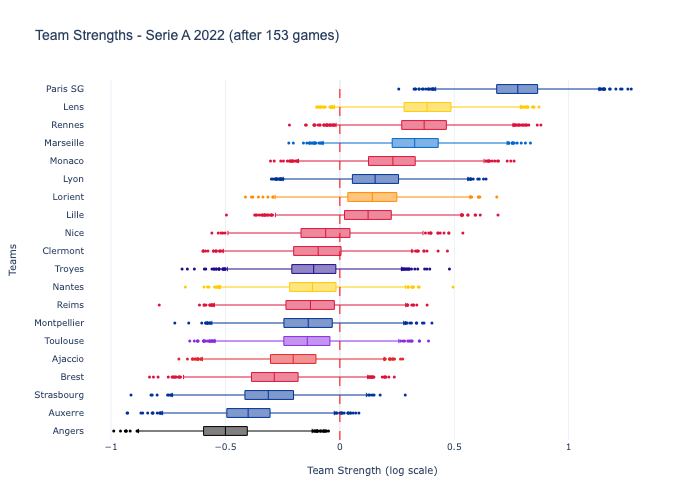 Team Strengths - Serie A 2022 (after 153 games)
Paris SG
Lens
Rennes
Marseille
Monaco
Lyon
Lorient
Lille
Nice
Clermont
Troyes
Nantes
Reims
Montpellier
Toulouse
Ajaccio
Brest
Strasbourg
Auxerre
Angers
Teams
−1 −0.5 0 0.5 1
Team Strength (log scale)